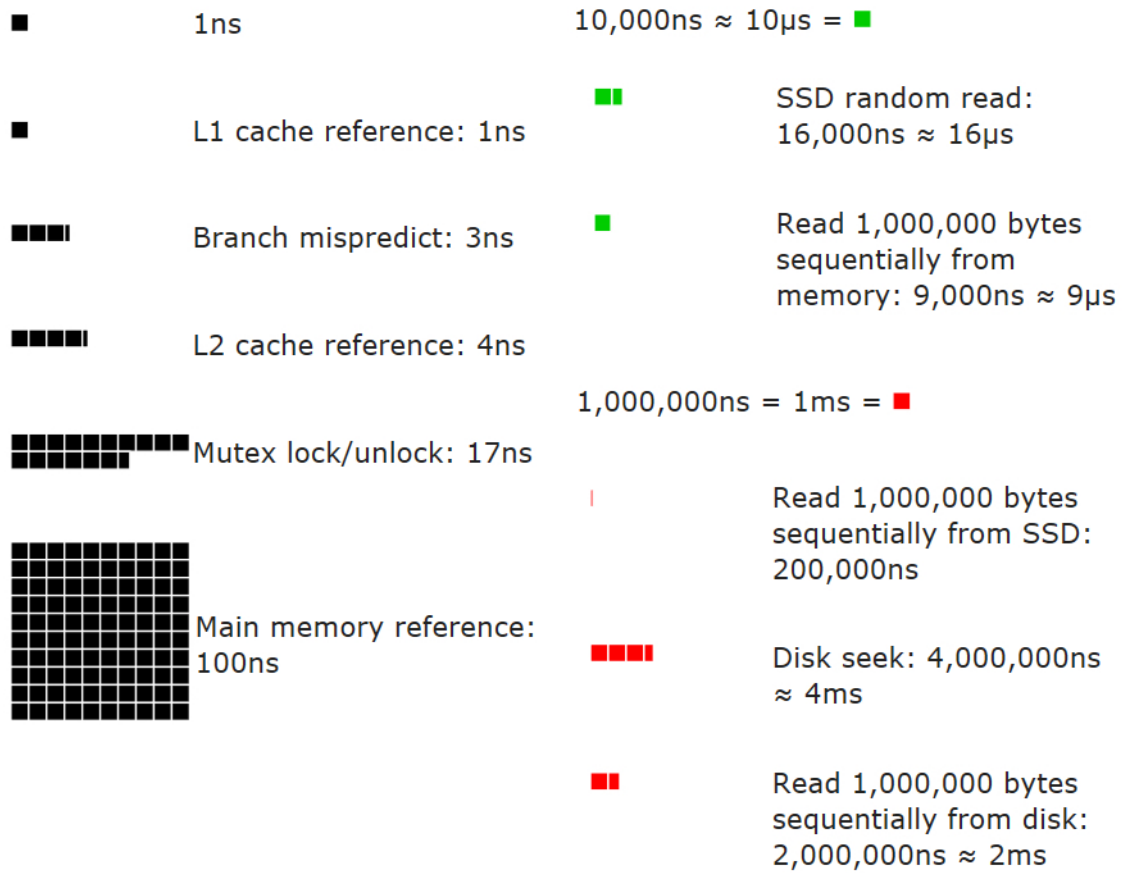 1ns
L1 cache reference: 1ns
Branch mispredict: 3ns
L2 cache reference: 4ns
Mutex lock/unlock: 17ns
Main memory reference:
100ns
10,000ns ≈ 10μs =
SSD random read:
16,000ns ≈ 16μs
Read 1,000,000 bytes
sequentially from
memory: 9,000ns ≈ 9μs
1,000,000ns = 1ms =
Read 1,000,000 bytes
sequentially from SSD:
200,000ns
Disk seek: 4,000,000ns
≈ 4ms
Read 1,000,000 bytes
sequentially from disk:
2,000,000ns ≈ 2ms